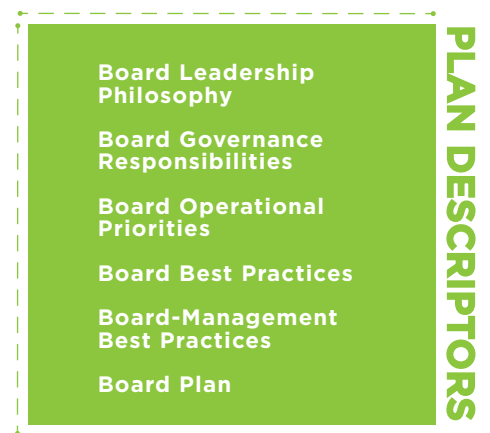 Board Leadership
Philosophy
Board Governance
Responsibilities
Board Operational
Priorities
Board Best Practices
Board-Management
Best Practices
Board Plan
PLAN DESCRIPTORS